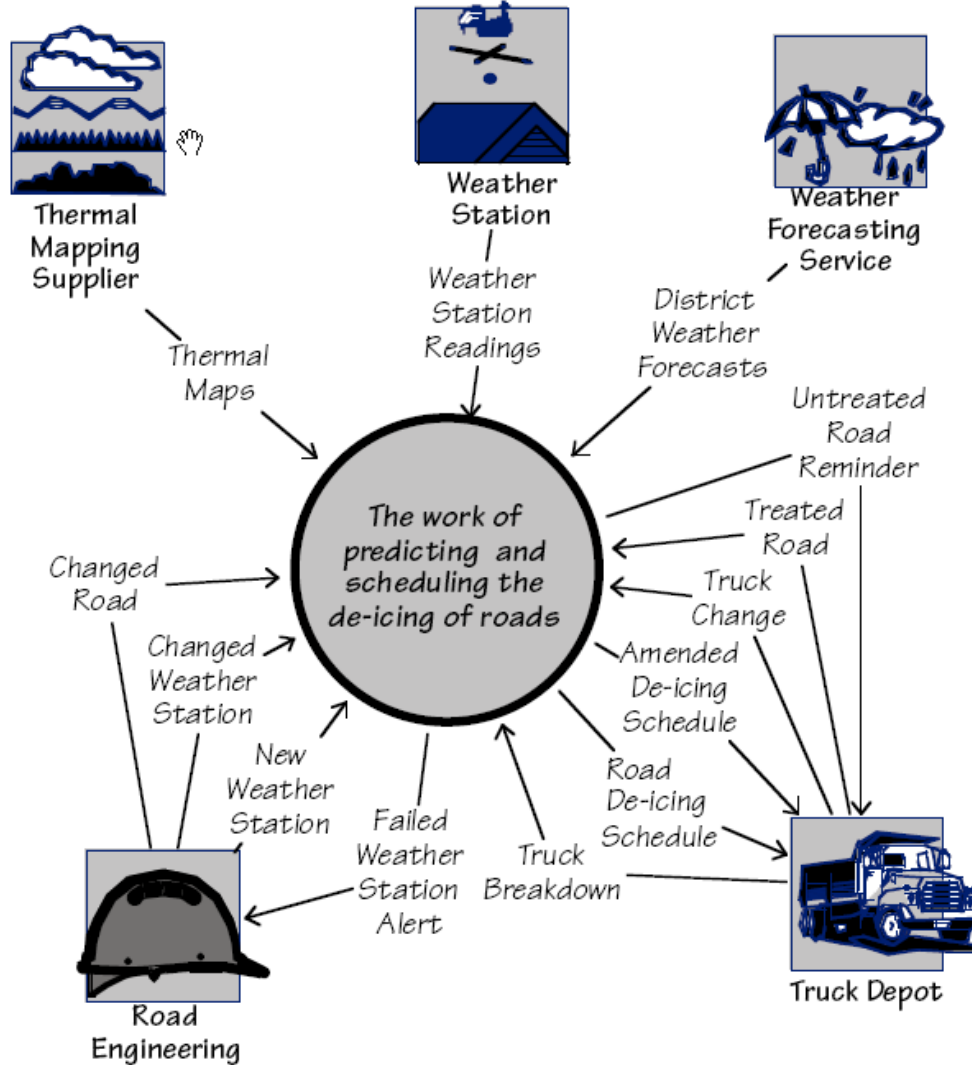 Thermal
Mapping
Supplier
Weather
Station
Weather
Forecasting
Service
Thermal
Maps
Weather
Station
Readings
District
Weather
Forecasts
Untreated
Road
Reminder
Treated
Road
Truck
Change
The work of
predicting and
scheduling the
de-icing of roads
Changed
Road
Changed
Weather
Station
New
Weather
Station
Failed
Weather
Station
Alert
Truck
Breakdown
Amended
De-icing
Schedule
Road
De-icing
Schedule
Road
Engineering
Truck Depot